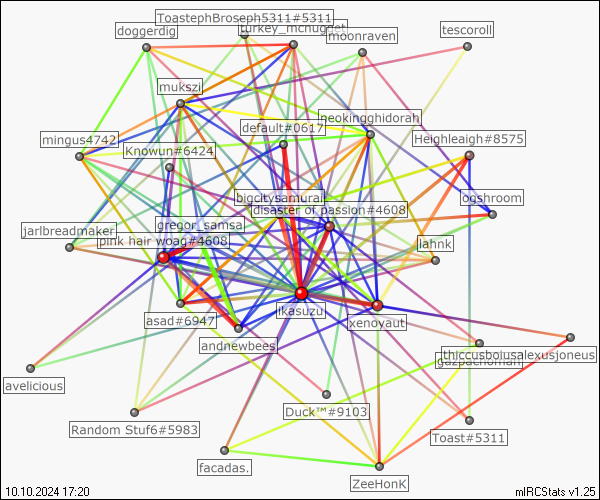 ToastephBroseph5311#5311
doggerdig
turkey_mcnugget
moonraven
tescoroll
mukszi
neokingghidorah
default#0617
mingus4742
Knowun#6424
Heighleigh#8575
bigcitysamurai
disaster of passion#4608
ogshroom
gregor_samsa
jarlbreadmaker
pink hair woag#4608
lahnk
ikasuzu
asad#6947
xenoyaut
andnewbees
thiccusboiusalexusjoneus
gazpachoman
avelicious
Duck™#9103
Random Stuf6#5983
Toast#5311
facadas.
ZeeHonK
10.10.2024 17:20
mIRCStats v1.25